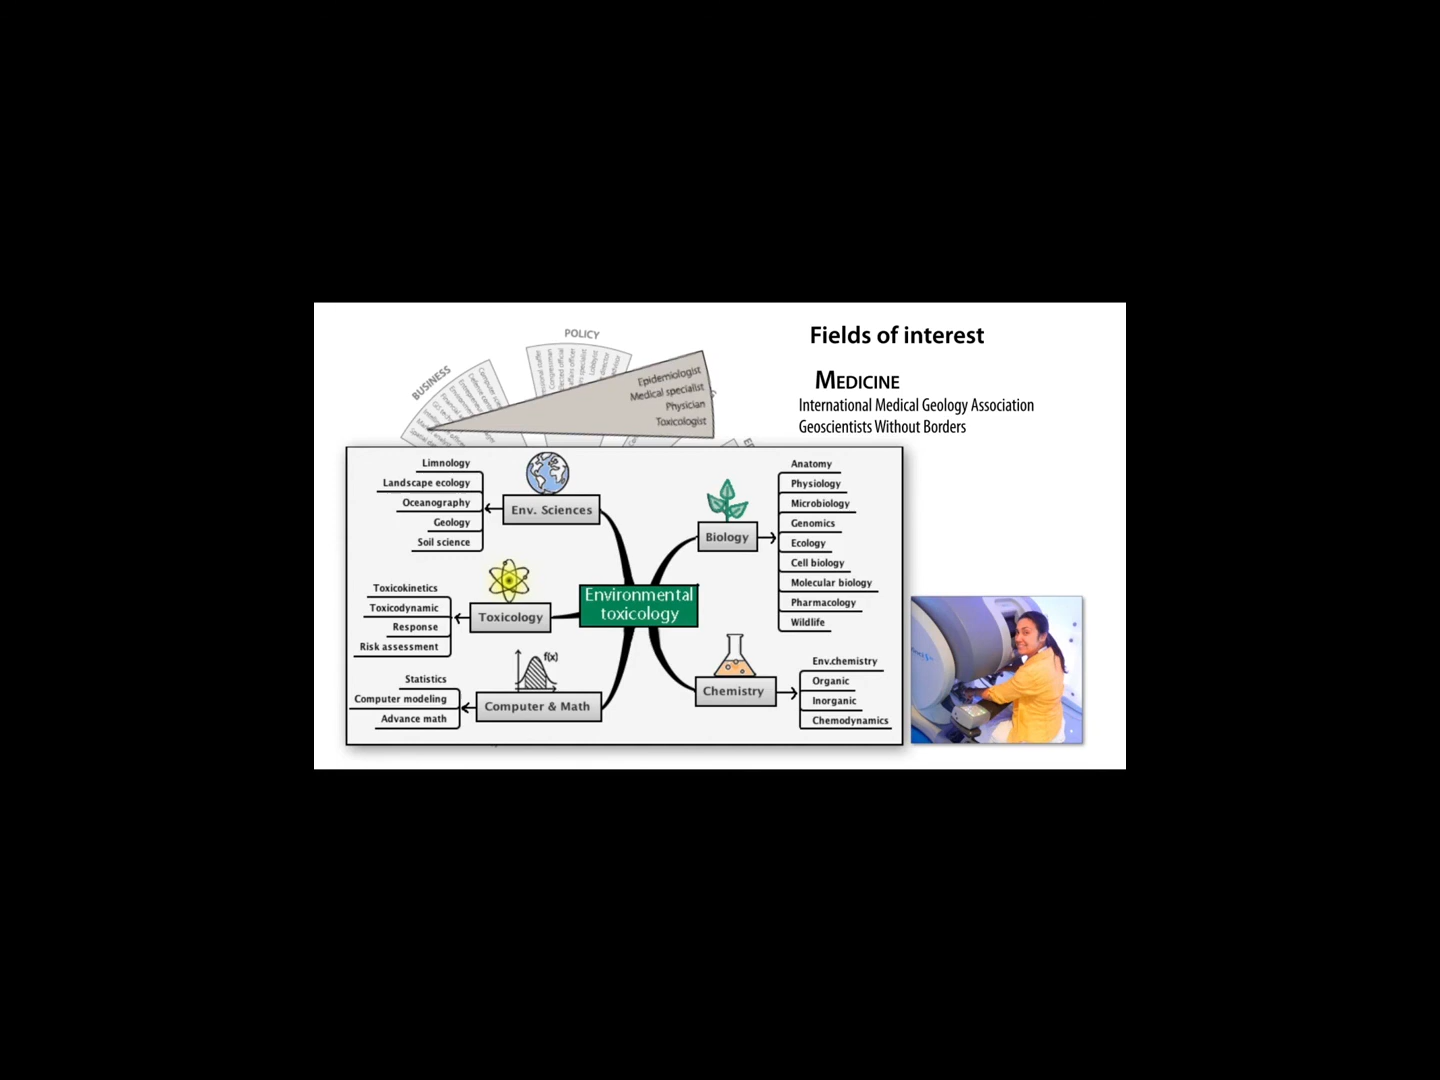 Fields of interest
MEDICINE
International Medical Geology Association
Geoscientists Without Borders
POLICY
BUSINESS
Epidemiologist
Medical specialist
Physician
Toxicologist
Limnology
Landscape ecology
Oceanography
Geology
Soil science
Env. Sciences
Toxicokinetics
Toxicodynamic
Response
Risk assessment
Toxicology
Statistics
Computer modeling
Advance math
f(x)
Computer & Math
Environmental
toxicology
Biology
Anatomy
Physiology
Microbiology
Genomics
Ecology
Cell biology
Molecular biology
Pharmacology
Wildlife
Chemistry
Env.chemistry
Organic
Inorganic
Chemodynamics